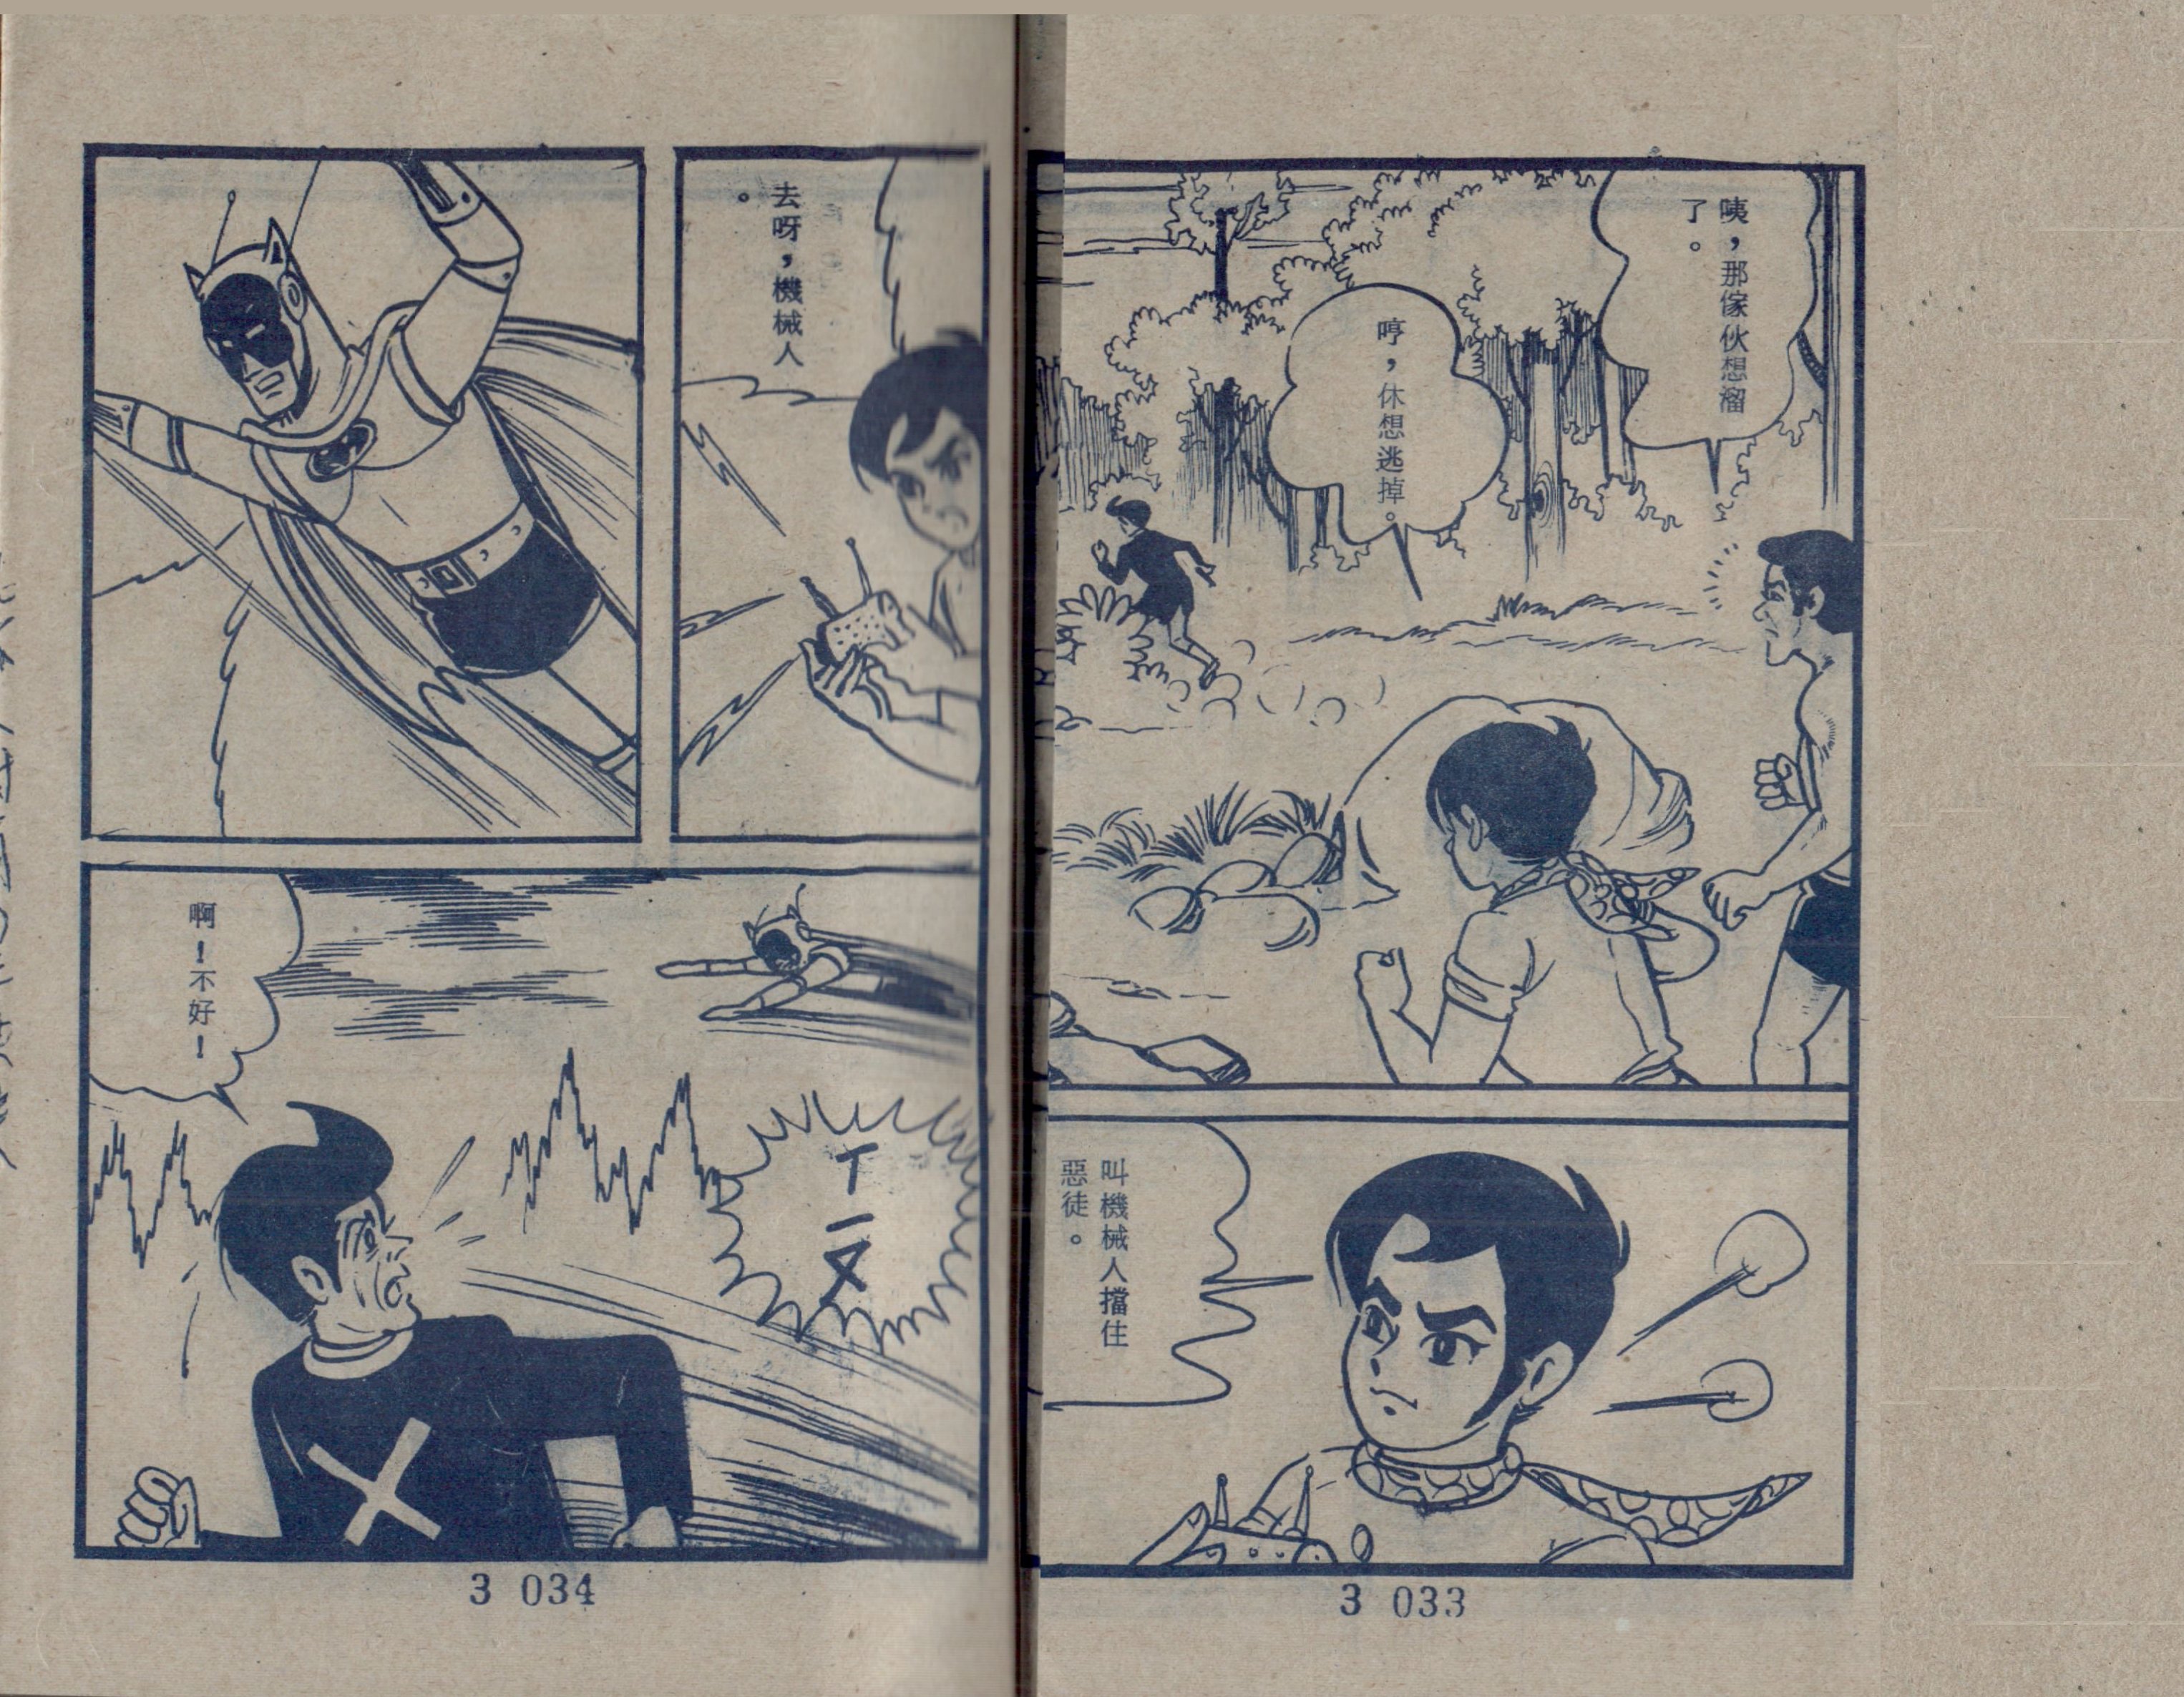 咦，那傢伙想溜
了。
哼，休想逃掉。
叫機械人擋住
惡徒。
3 033
去呀，機械人
。
ㄒ
ㄧ
ㄡ
啊！不好！
3 034